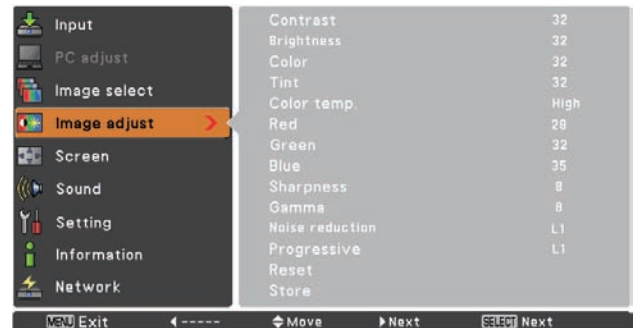 Input
PC adjust
Image select
Image adjust
Screen
Sound
Setting
Information
Network
Contrast 32
Brightness 32
Color 32
Tint 32
Color temp. High
Red 28
Green 32
Blue 35
Sharpness 8
Gamma 8
Noise reduction L1
Progressive L1
Reset
Store
MENU Exit ----- Move Next SELECT Next